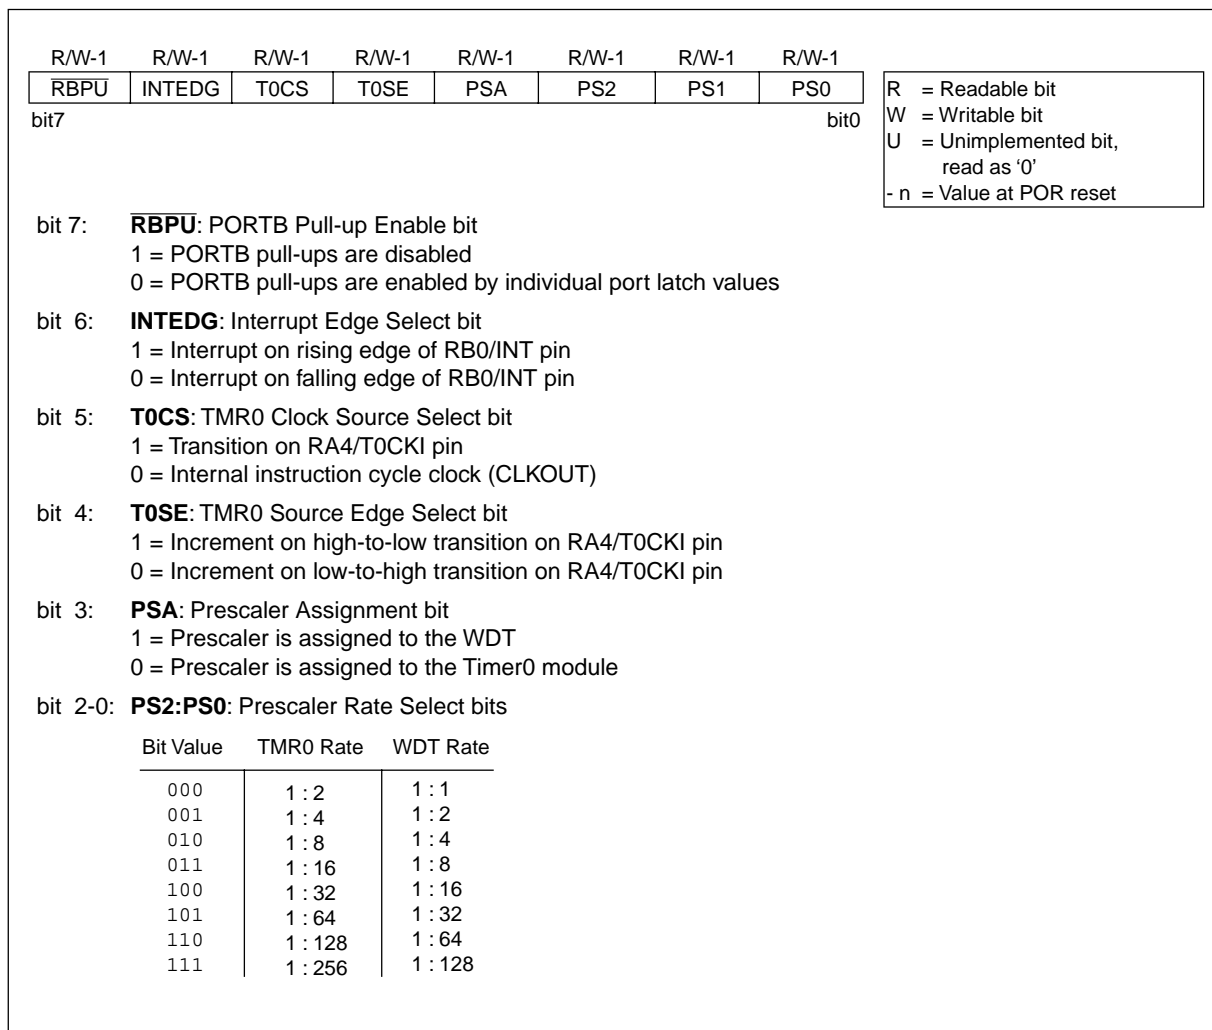 R/W-1 R/W-1 R/W-1 R/W-1 R/W-1 R/W-1 R/W-1 R/W-1
R̅B̅P̅U̅ INTEDG T0CS T0SE PSA PS2 PS1 PS0
bit7 bit0
R = Readable bit
W = Writable bit
U = Unimplemented bit,
read as ‘0’
- n = Value at POR reset
bit 7: R̅B̅P̅U̅: PORTB Pull-up Enable bit
1 = PORTB pull-ups are disabled
0 = PORTB pull-ups are enabled by individual port latch values
bit 6: INTEDG: Interrupt Edge Select bit
1 = Interrupt on rising edge of RB0/INT pin
0 = Interrupt on falling edge of RB0/INT pin
bit 5: T0CS: TMR0 Clock Source Select bit
1 = Transition on RA4/T0CKI pin
0 = Internal instruction cycle clock (CLKOUT)
bit 4: T0SE: TMR0 Source Edge Select bit
1 = Increment on high-to-low transition on RA4/T0CKI pin
0 = Increment on low-to-high transition on RA4/T0CKI pin
bit 3: PSA: Prescaler Assignment bit
1 = Prescaler is assigned to the WDT
0 = Prescaler is assigned to the Timer0 module
bit 2-0: PS2:PS0: Prescaler Rate Select bits
Bit Value TMR0 Rate WDT Rate
000 1 : 2 1 : 1
001 1 : 4 1 : 2
010 1 : 8 1 : 4
011 1 : 16 1 : 8
100 1 : 32 1 : 16
101 1 : 64 1 : 32
110 1 : 128 1 : 64
111 1 : 256 1 : 128